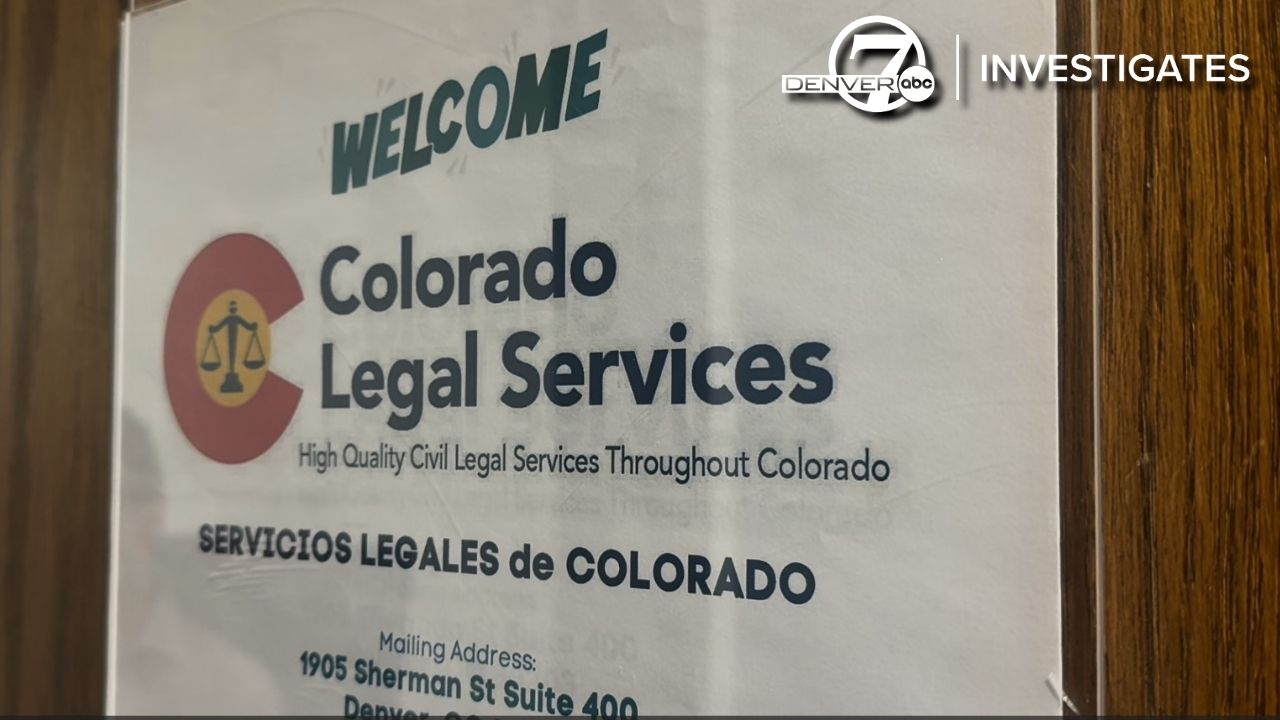 7
DENVER abc
INVESTIGATES
WELCOME
Colorado
Legal Services
High Quality Civil Legal Services Throughout Colorado
SERVICIOS LEGALES de COLORADO
Mailing Address:
1905 Sherman St Suite 400
Denver,